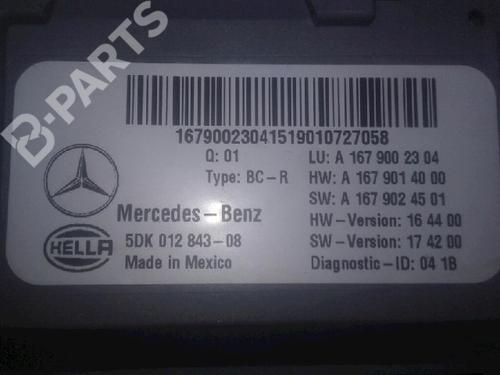 B-PARTS
16790023041519010727058
Q: 01 LU: A 167 900 23 04
Type: BC-R HW: A 167 901 40 00
SW: A 167 902 45 01
Mercedes-Benz HW-Version: 16 44 00
HELLA 5DK 012 843-08 SW-Version: 17 42 00
Made in Mexico Diagnostic-ID: 04 1B